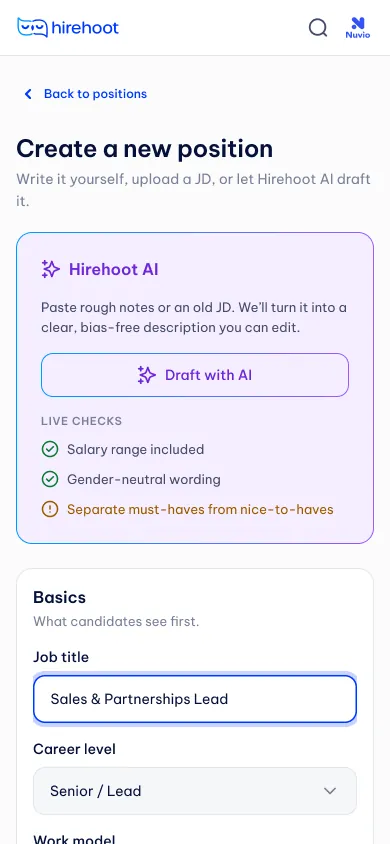 hirehoot
Nuvio
Back to positions
Create a new position
Write it yourself, upload a JD, or let Hirehoot AI draft
it.
Hirehoot AI
Paste rough notes or an old JD. We'll turn it into a
clear, bias-free description you can edit.
Draft with AI
LIVE CHECKS
Salary range included
Gender-neutral wording
Separate must-haves from nice-to-haves
Basics
What candidates see first.
Job title
Sales & Partnerships Lead
Career level
Senior / Lead
Work model